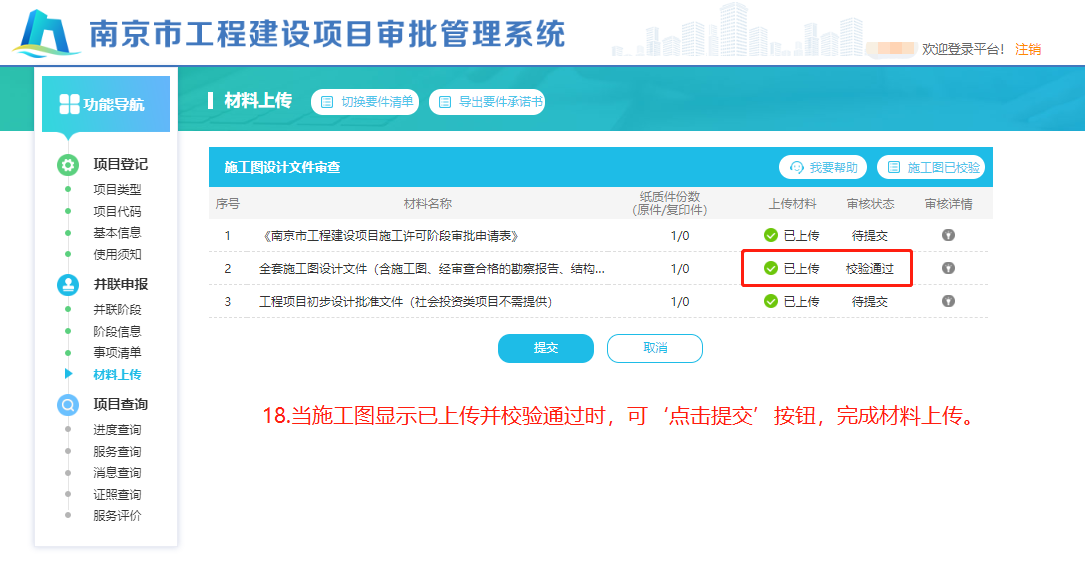 南京市工程建设项目审批管理系统
欢迎登录平台! 注销
功能导航
材料上传 切换要件清单 导出要件承诺书
项目登记
项目类型
项目代码
基本信息
使用须知
并联申报
并联阶段
阶段信息
事项清单
材料上传
项目查询
进度查询
服务查询
消息查询
证照查询
服务评价
施工图设计文件审查 我要帮助 施工图已校验
序号 材料名称 纸质件份数 上传材料 审核状态 审核详情
(原件/复印件)
1 《南京市工程建设项目施工许可阶段审批申请表》 1/0 已上传 待提交
2 全套施工图设计文件（含施工图、经审查合格的勘察报告、结构... 1/0 已上传 校验通过
3 工程项目初步设计批准文件（社会投资类项目不需提供） 1/0 已上传 待提交
提交 取消
18.当施工图显示已上传并校验通过时，可‘点击提交’按钮，完成材料上传。